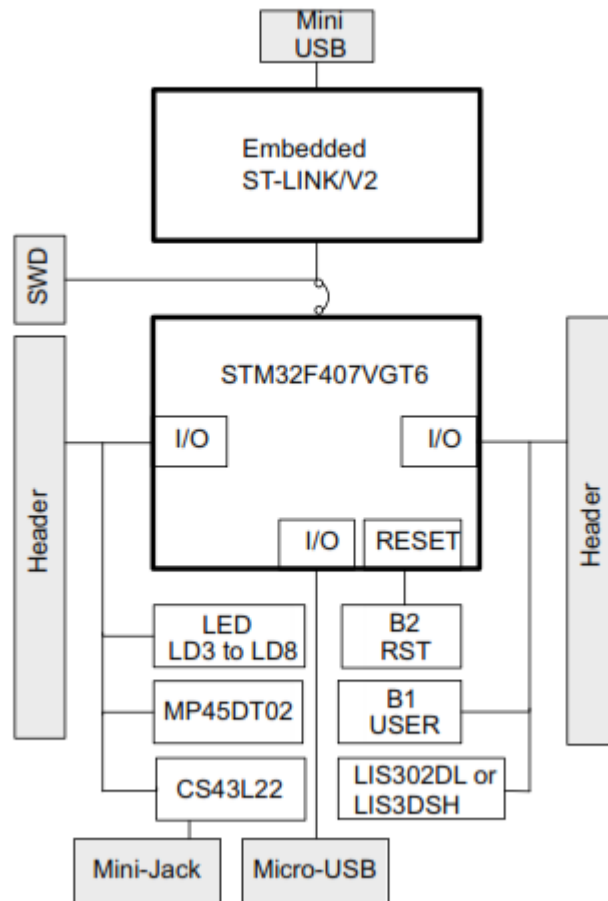 Mini
USB
Embedded
ST-LINK/V2
SWD
STM32F407VGT6
I/O
I/O
Header
Header
I/O
RESET
LED
LD3 to LD8
B2
RST
MP45DT02
B1
USER
CS43L22
LIS302DL or
LIS3DSH
Mini-Jack
Micro-USB